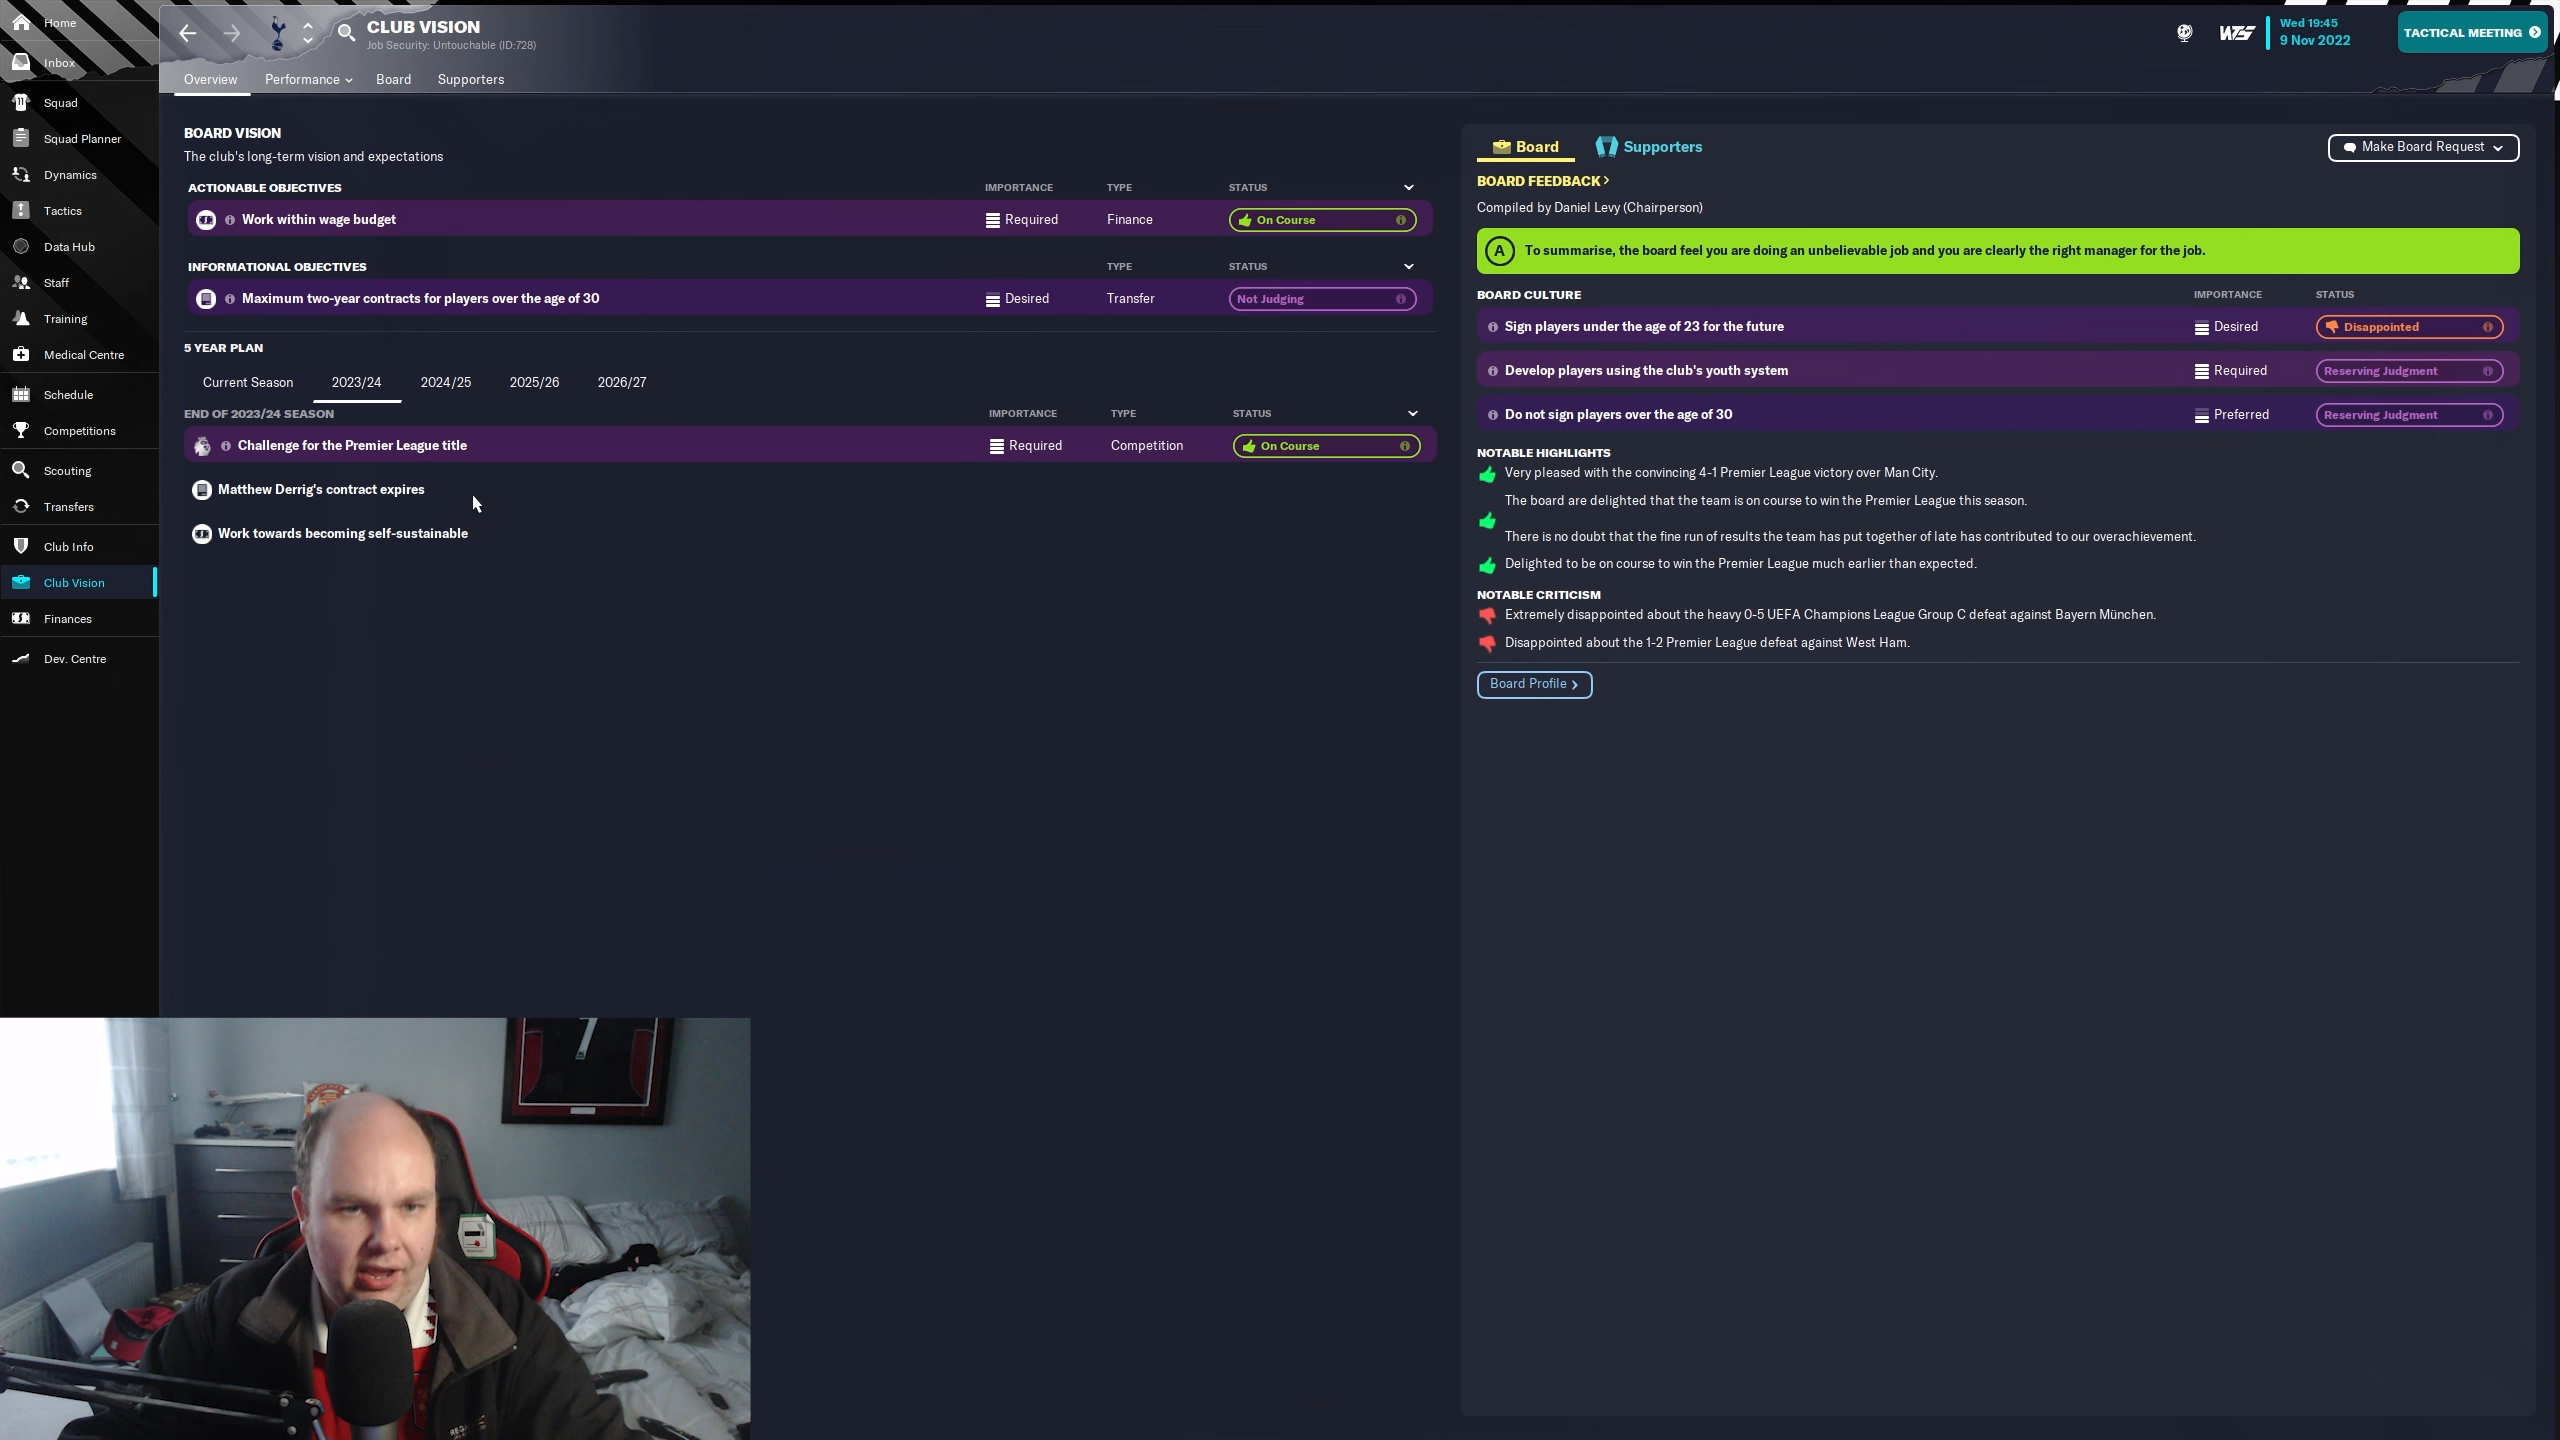 Home
Inbox
Squad
Squad Planner
Dynamics
Tactics
Data Hub
Staff
Training
Medical Centre
Schedule
Competitions
Scouting
Transfers
Club Info
Club Vision
Finances
Dev. Centre
CLUB VISION
Job Security: Untouchable (ID:728)
Wed 19:45
9 Nov 2022
TACTICAL MEETING
Overview Performance Board Supporters
BOARD VISION
The club's long-term vision and expectations
ACTIONABLE OBJECTIVES IMPORTANCE TYPE STATUS
Work within wage budget Required Finance On Course
INFORMATIONAL OBJECTIVES TYPE STATUS
Maximum two-year contracts for players over the age of 30 Desired Transfer Not Judging
5 YEAR PLAN
Current Season 2023/24 2024/25 2025/26 2026/27
END OF 2023/24 SEASON IMPORTANCE TYPE STATUS
Challenge for the Premier League title Required Competition On Course
Matthew Derrig's contract expires
Work towards becoming self-sustainable
Board Supporters Make Board Request
BOARD FEEDBACK
Compiled by Daniel Levy (Chairperson)
A To summarise, the board feel you are doing an unbelievable job and you are clearly the right manager for the job.
BOARD CULTURE IMPORTANCE STATUS
Sign players under the age of 23 for the future Desired Disappointed
Develop players using the club's youth system Required Reserving Judgment
Do not sign players over the age of 30 Preferred Reserving Judgment
NOTABLE HIGHLIGHTS
Very pleased with the convincing 4-1 Premier League victory over Man City.
The board are delighted that the team is on course to win the Premier League this season.
There is no doubt that the fine run of results the team has put together of late has contributed to our overachievement.
Delighted to be on course to win the Premier League much earlier than expected.
NOTABLE CRITICISM
Extremely disappointed about the heavy 0-5 UEFA Champions League Group C defeat against Bayern München.
Disappointed about the 1-2 Premier League defeat against West Ham.
Board Profile
7